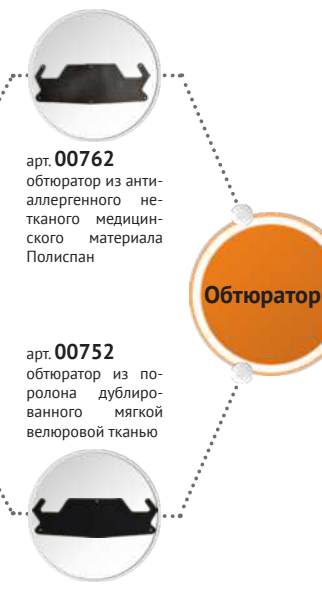 арт. 00762
обтюратор из анти-
аллергенного не-
тканого медицин-
ского материала
Полиспан
Обтюратор
арт. 00752
обтюратор из по-
ролона дублиро-
ванного мягкой
велюровой тканью